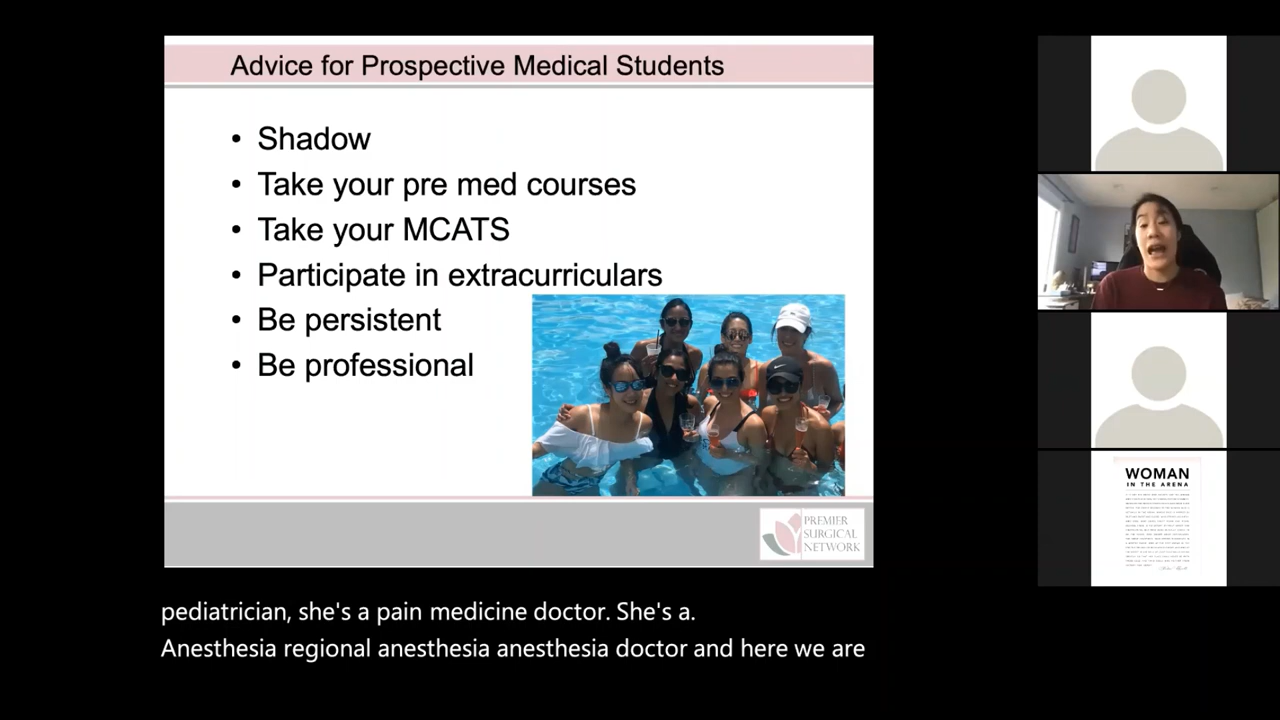 Advice for Prospective Medical Students
• Shadow
• Take your pre med courses
• Take your MCATS
• Participate in extracurriculars
• Be persistent
• Be professional
PREMIER
SURGICAL
NETWORK
pediatrician, she's a pain medicine doctor. She's a.
Anesthesia regional anesthesia anesthesia doctor and here we are
WOMAN
IN THE ARENA